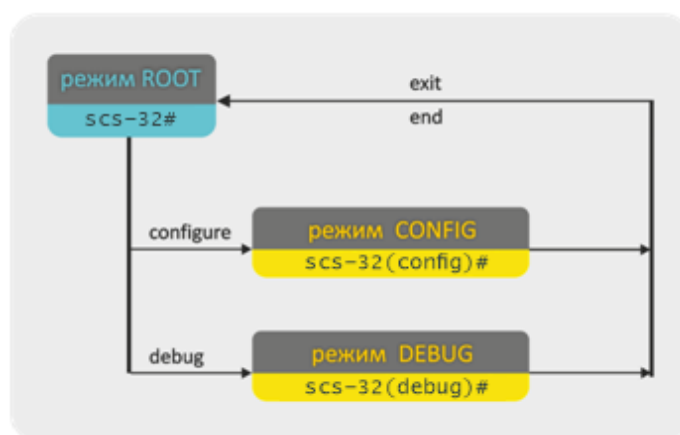 режим ROOT
scs-32#
exit
end
configure
режим CONFIG
scs-32(config)#
debug
режим DEBUG
scs-32(debug)#